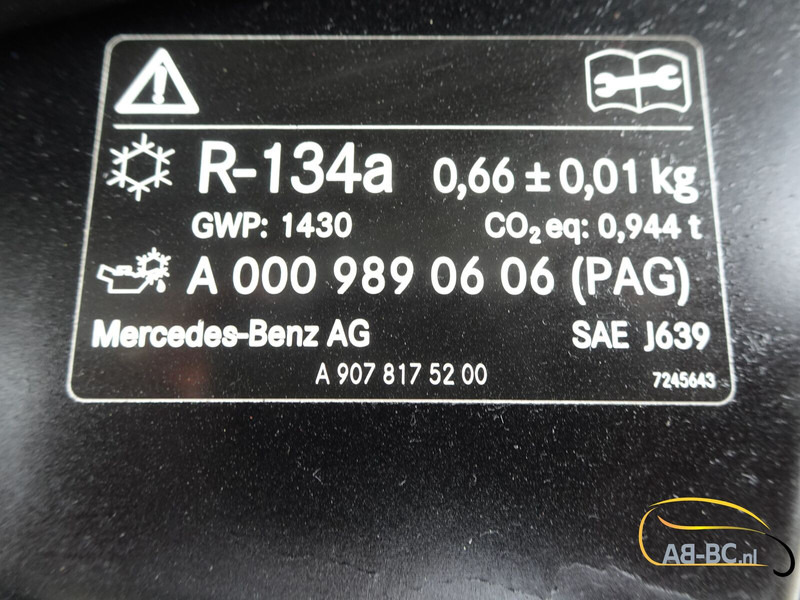 R-134a 0,66 ± 0,01 kg
GWP: 1430 CO₂ eq: 0,944 t
A 000 989 06 06 (PAG)
Mercedes-Benz AG SAE J639
A 907 817 52 00 7245643
AB-BC.nl